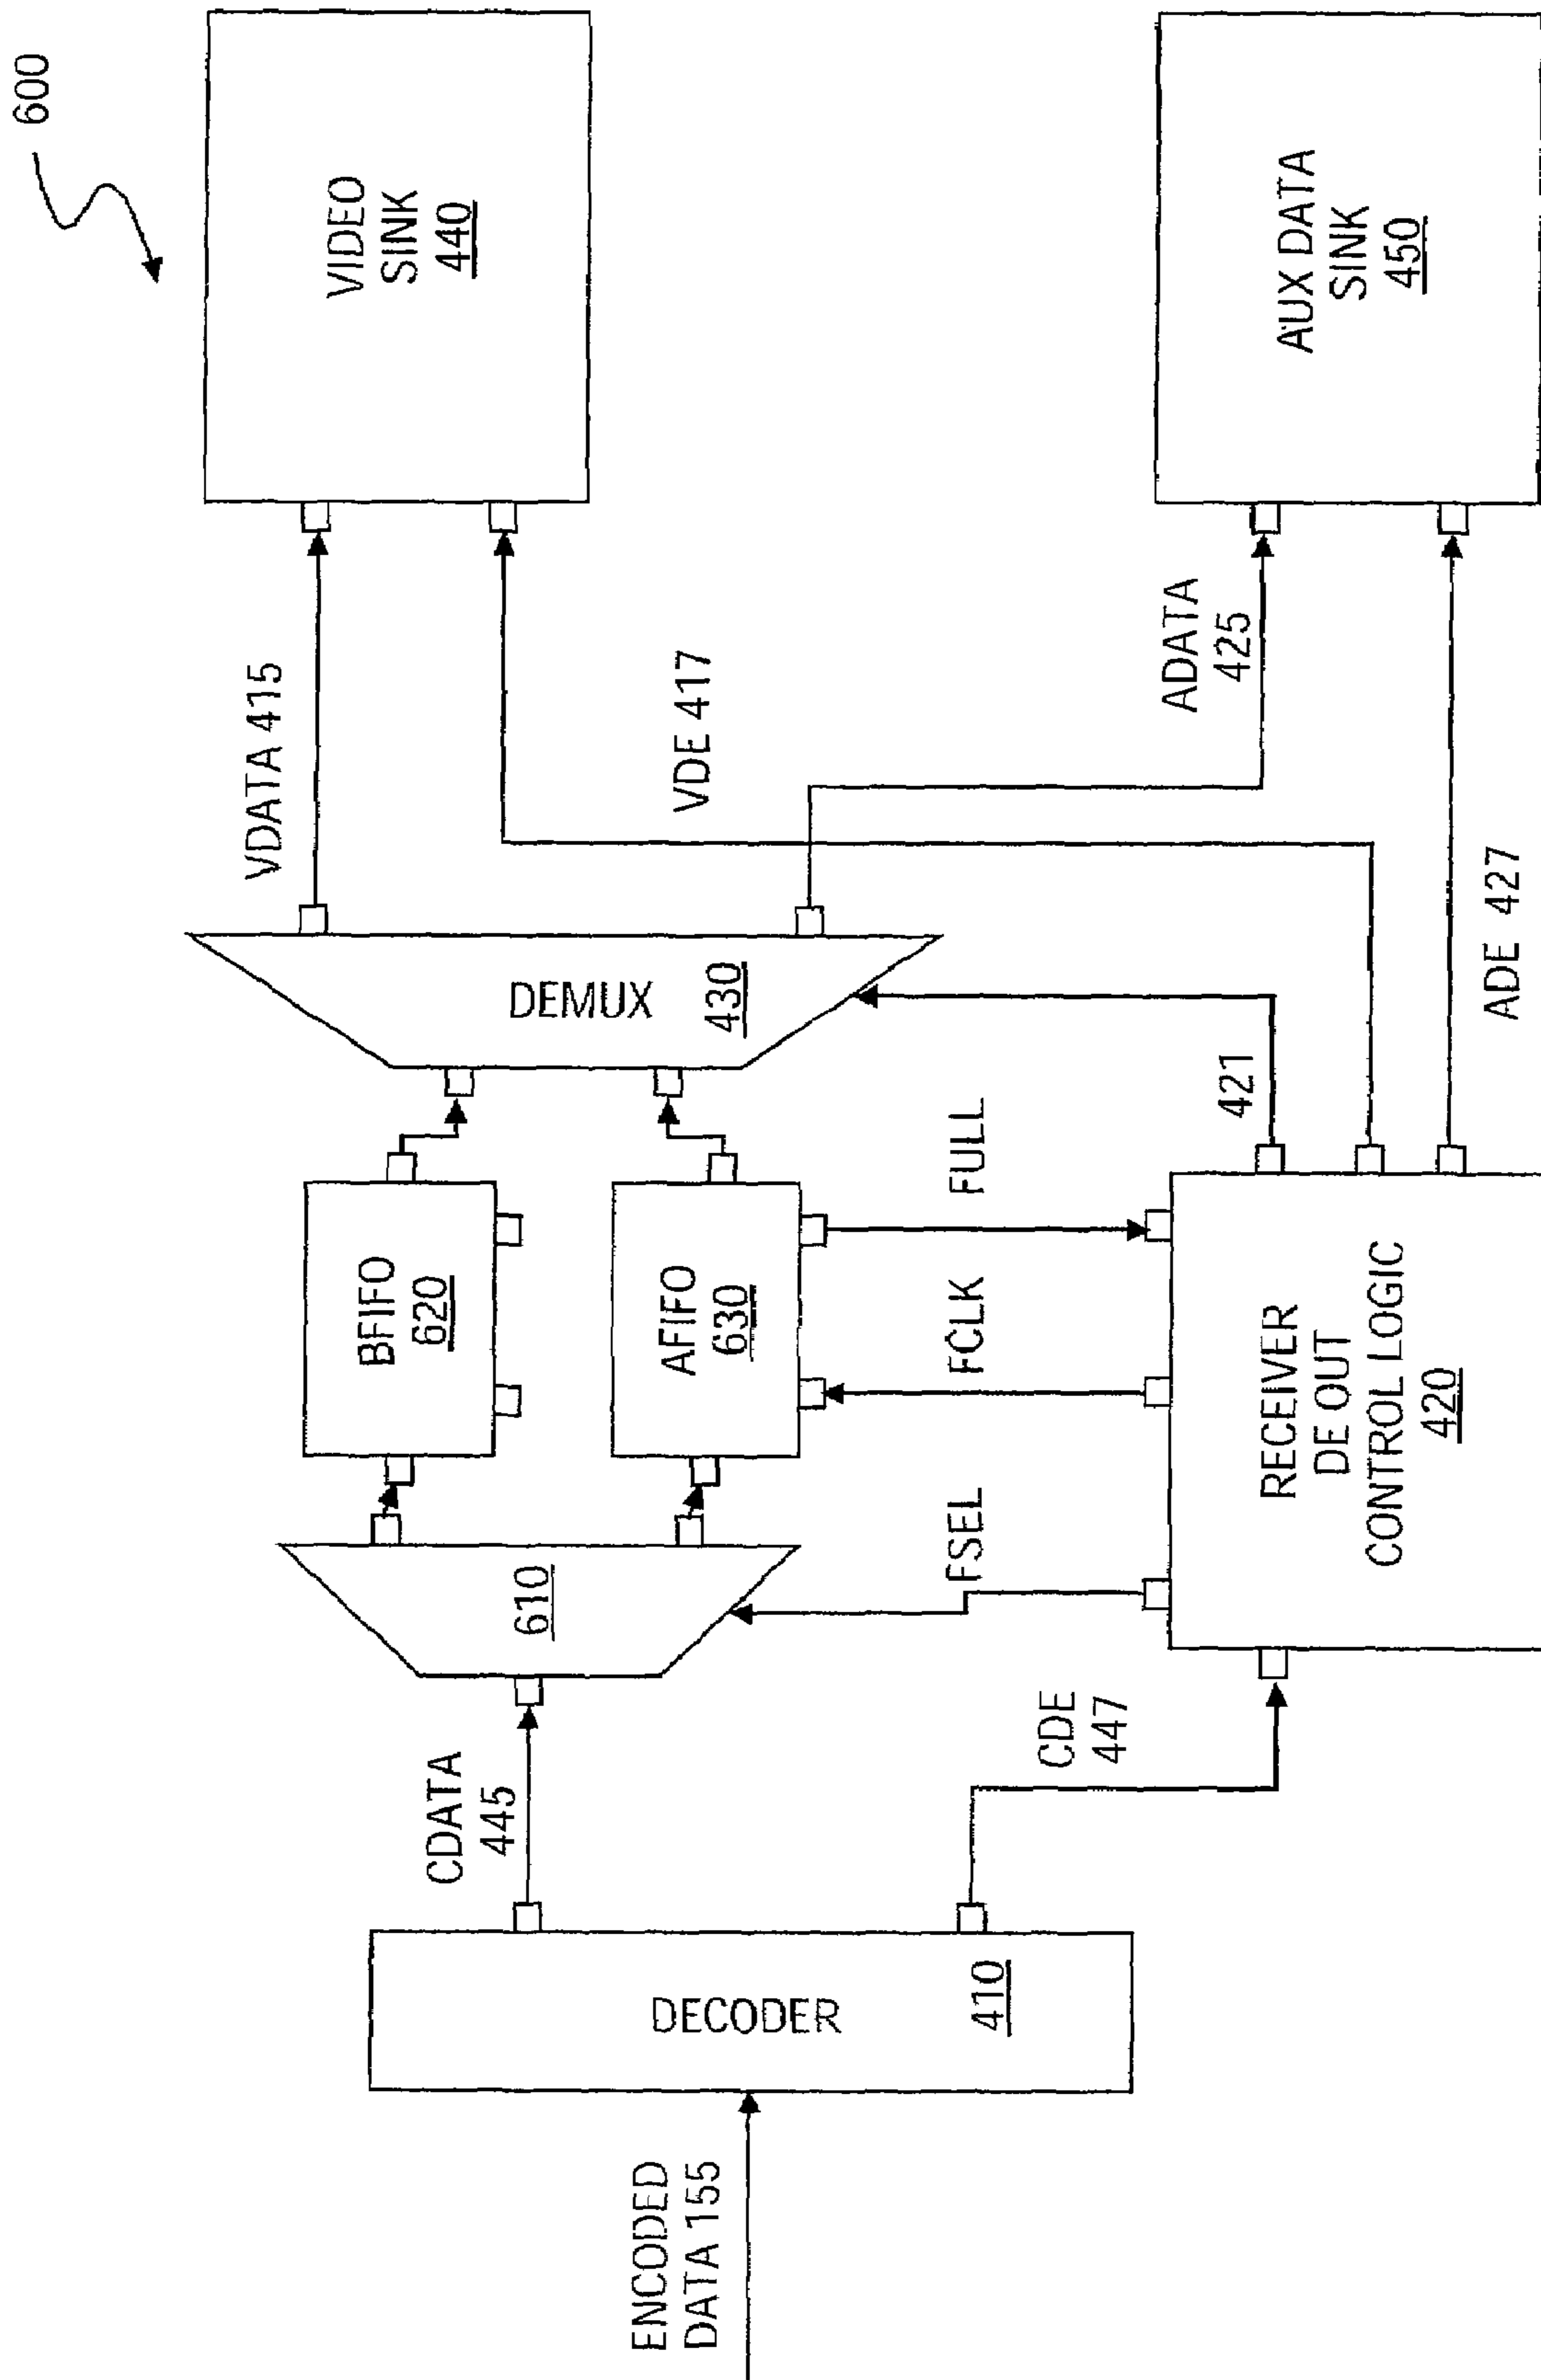 600
VIDEO
SINK
440
AUX DATA
SINK
450
VDATA 415
VDE 417
ADATA
425
ADE 427
DEMUX
430
421
BFIFO
620
AFIFO
630
FULL
FCLK
FSEL
610
RECEIVER
DE OUT
CONTROL LOGIC
420
CDATA
445
CDE
447
DECODER
410
ENCODED
DATA 155